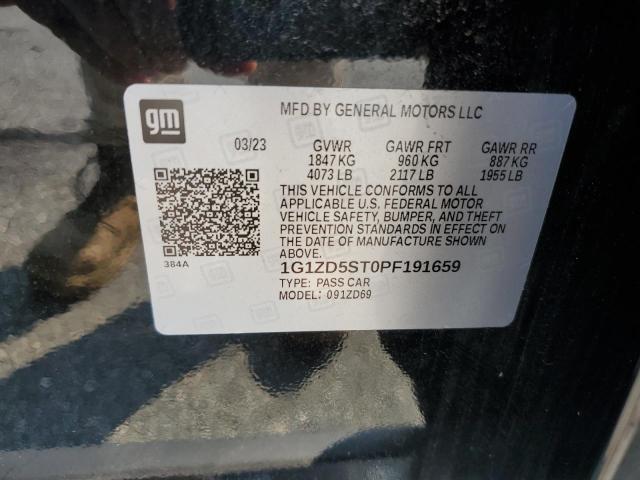 gm
MFD BY GENERAL MOTORS LLC
03/23 GVWR GAWR FRT GAWR RR
1847 KG 960 KG 887 KG
4073 LB 2117 LB 1955 LB
THIS VEHICLE CONFORMS TO ALL
APPLICABLE U.S. FEDERAL MOTOR
VEHICLE SAFETY, BUMPER, AND THEFT
PREVENTION STANDARDS IN EFFECT ON
THE DATE OF MANUFACTURE SHOWN
ABOVE.
384A
1G1ZD5ST0PF191659
TYPE: PASS CAR
MODEL: 091ZD69